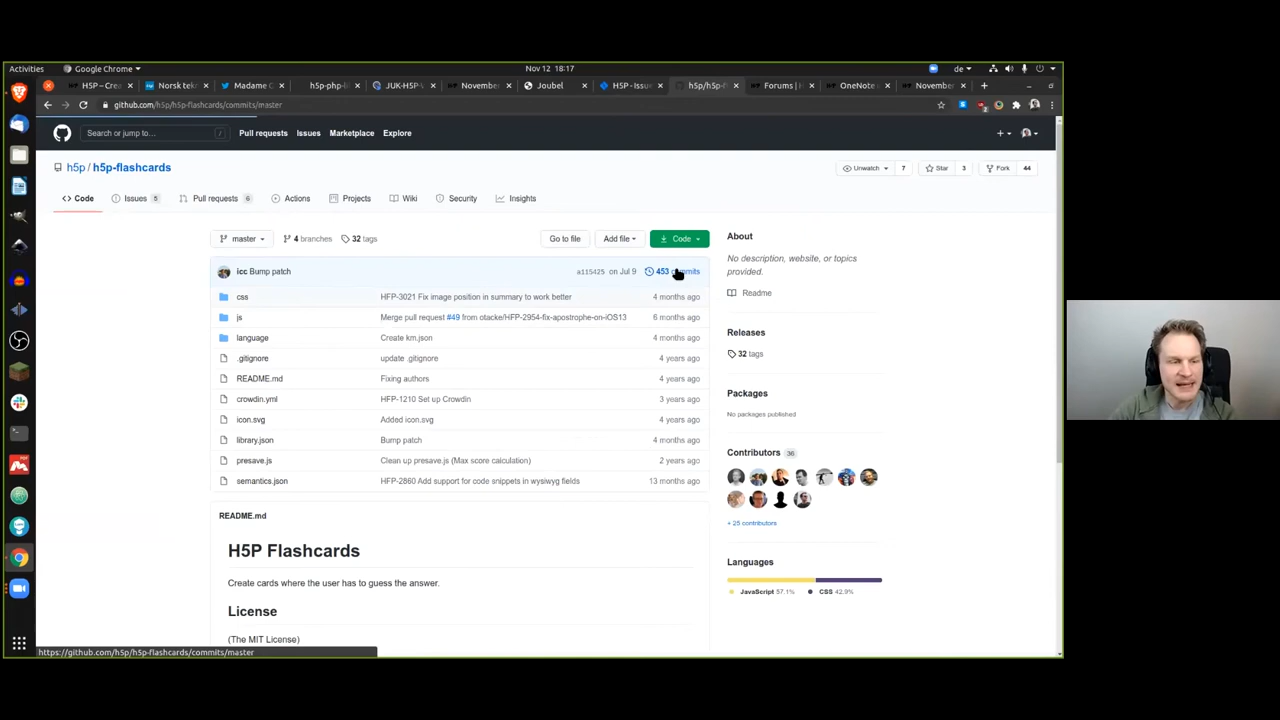 Activities Google Chrome Nov 12 18:17 de
H5P – Crea Norsk tekn Madame C h5p-php-li JUK-H5P-V November Joubel H5P - Issue h5p/h5p-f Forums | OneNote November
github.com/h5p/h5p-flashcards/commits/master
Search or jump to… / Pull requests Issues Marketplace Explore
h5p / h5p-flashcards Unwatch 7 Star 3 Fork 44
Code Issues 5 Pull requests 6 Actions Projects Wiki Security Insights
master 4 branches 32 tags Go to file Add file Code
icc Bump patch a115425 on Jul 9 453 commits
css HFP-3021 Fix image position in summary to work better 4 months ago
js Merge pull request #49 from otacke/HFP-2954-fix-apostrophe-on-iOS13 6 months ago
language Create km.json 4 months ago
.gitignore update .gitignore 4 years ago
README.md Fixing authors 4 years ago
crowdin.yml HFP-1210 Set up Crowdin 3 years ago
icon.svg Added icon.svg 4 years ago
library.json Bump patch 4 months ago
presave.js Clean up presave.js (Max score calculation) 2 years ago
semantics.json HFP-2860 Add support for code snippets in wysiwyg fields 13 months ago
README.md
H5P Flashcards
Create cards where the user has to guess the answer.
License
(The MIT License)
About
No description, website, or topics
provided.
Readme
Releases
32 tags
Packages
No packages published
Contributors 36
+ 25 contributors
Languages
JavaScript 57.1% CSS 42.9%
https://github.com/h5p/h5p-flashcards/commits/master